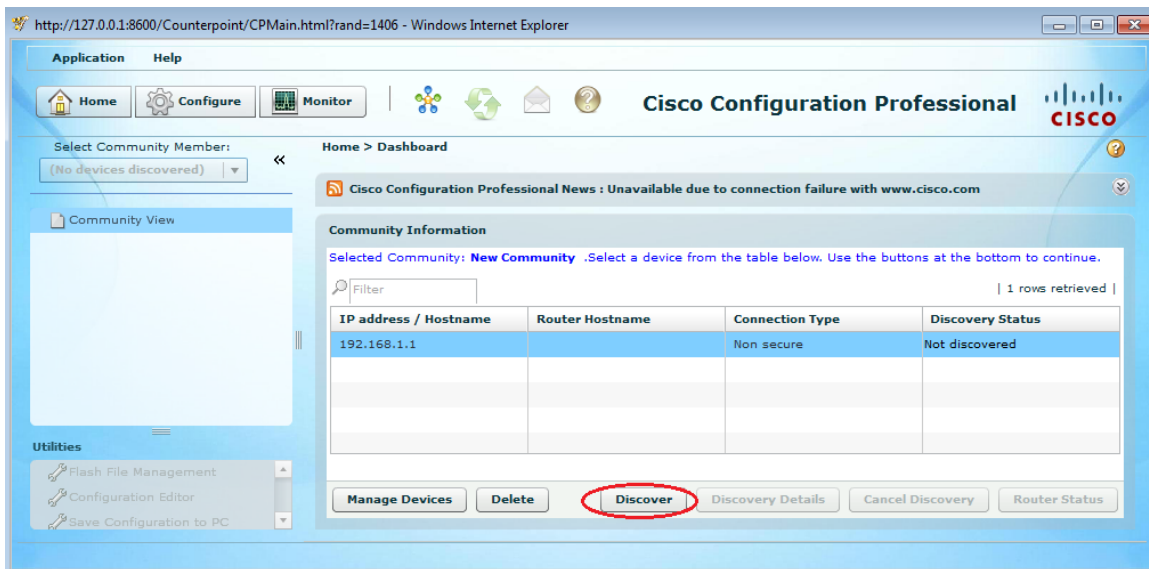 http://127.0.0.1:8600/Counterpoint/CPMain.html?rand=1406 - Windows Internet Explorer
Application Help
Home Configure Monitor Cisco Configuration Professional CISCO
Select Community Member:
(No devices discovered)
Home > Dashboard
Cisco Configuration Professional News : Unavailable due to connection failure with www.cisco.com
Community View
Community Information
Selected Community: New Community .Select a device from the table below. Use the buttons at the bottom to continue.
Filter | 1 rows retrieved |
IP address / Hostname Router Hostname Connection Type Discovery Status
192.168.1.1 Non secure Not discovered
Utilities
Flash File Management
Configuration Editor
Save Configuration to PC
Manage Devices Delete Discover Discovery Details Cancel Discovery Router Status